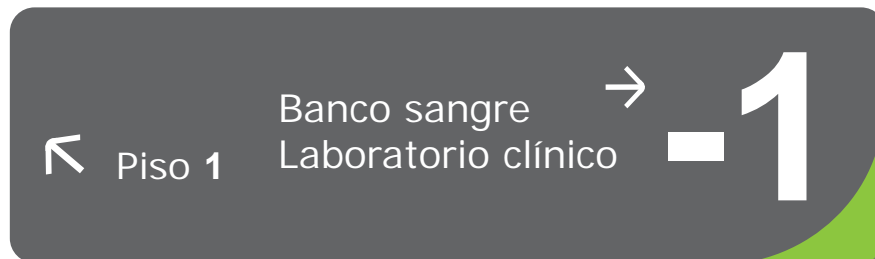 Banco sangre →
Laboratorio clínico
↖ Piso 1
-1